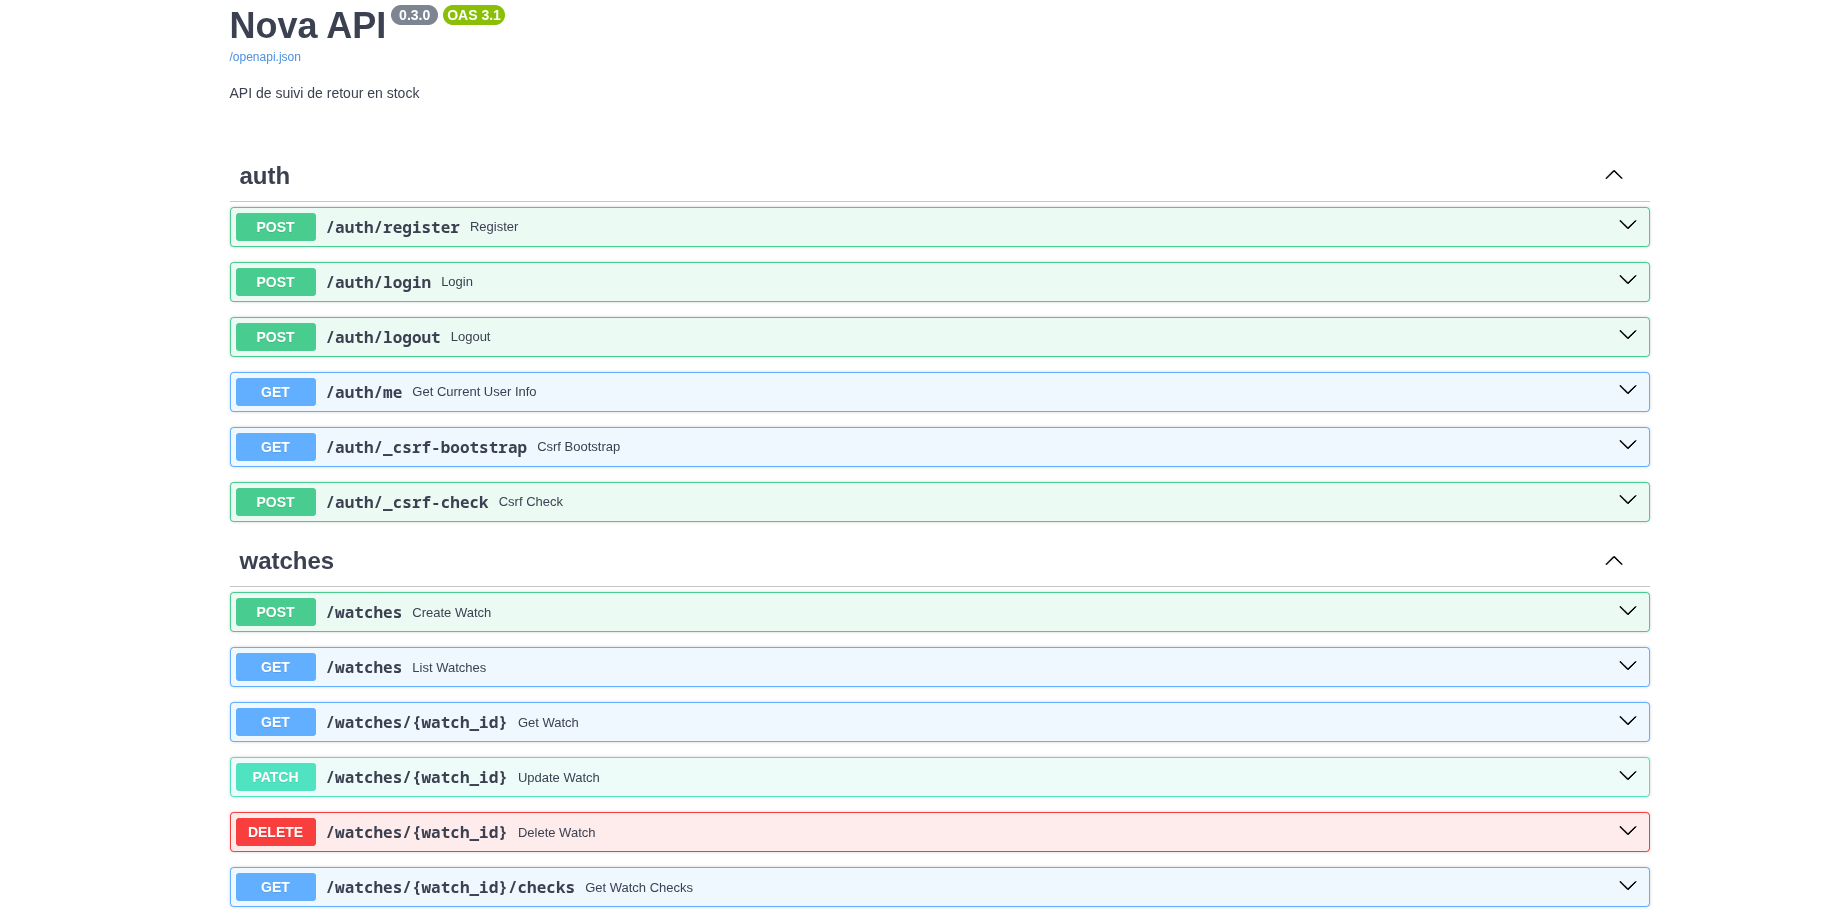 Nova API 0.3.0 OAS 3.1
/openapi.json
API de suivi de retour en stock
auth
POST /auth/register Register
POST /auth/login Login
POST /auth/logout Logout
GET /auth/me Get Current User Info
GET /auth/_csrf-bootstrap Csrf Bootstrap
POST /auth/_csrf-check Csrf Check
watches
POST /watches Create Watch
GET /watches List Watches
GET /watches/{watch_id} Get Watch
PATCH /watches/{watch_id} Update Watch
DELETE /watches/{watch_id} Delete Watch
GET /watches/{watch_id}/checks Get Watch Checks